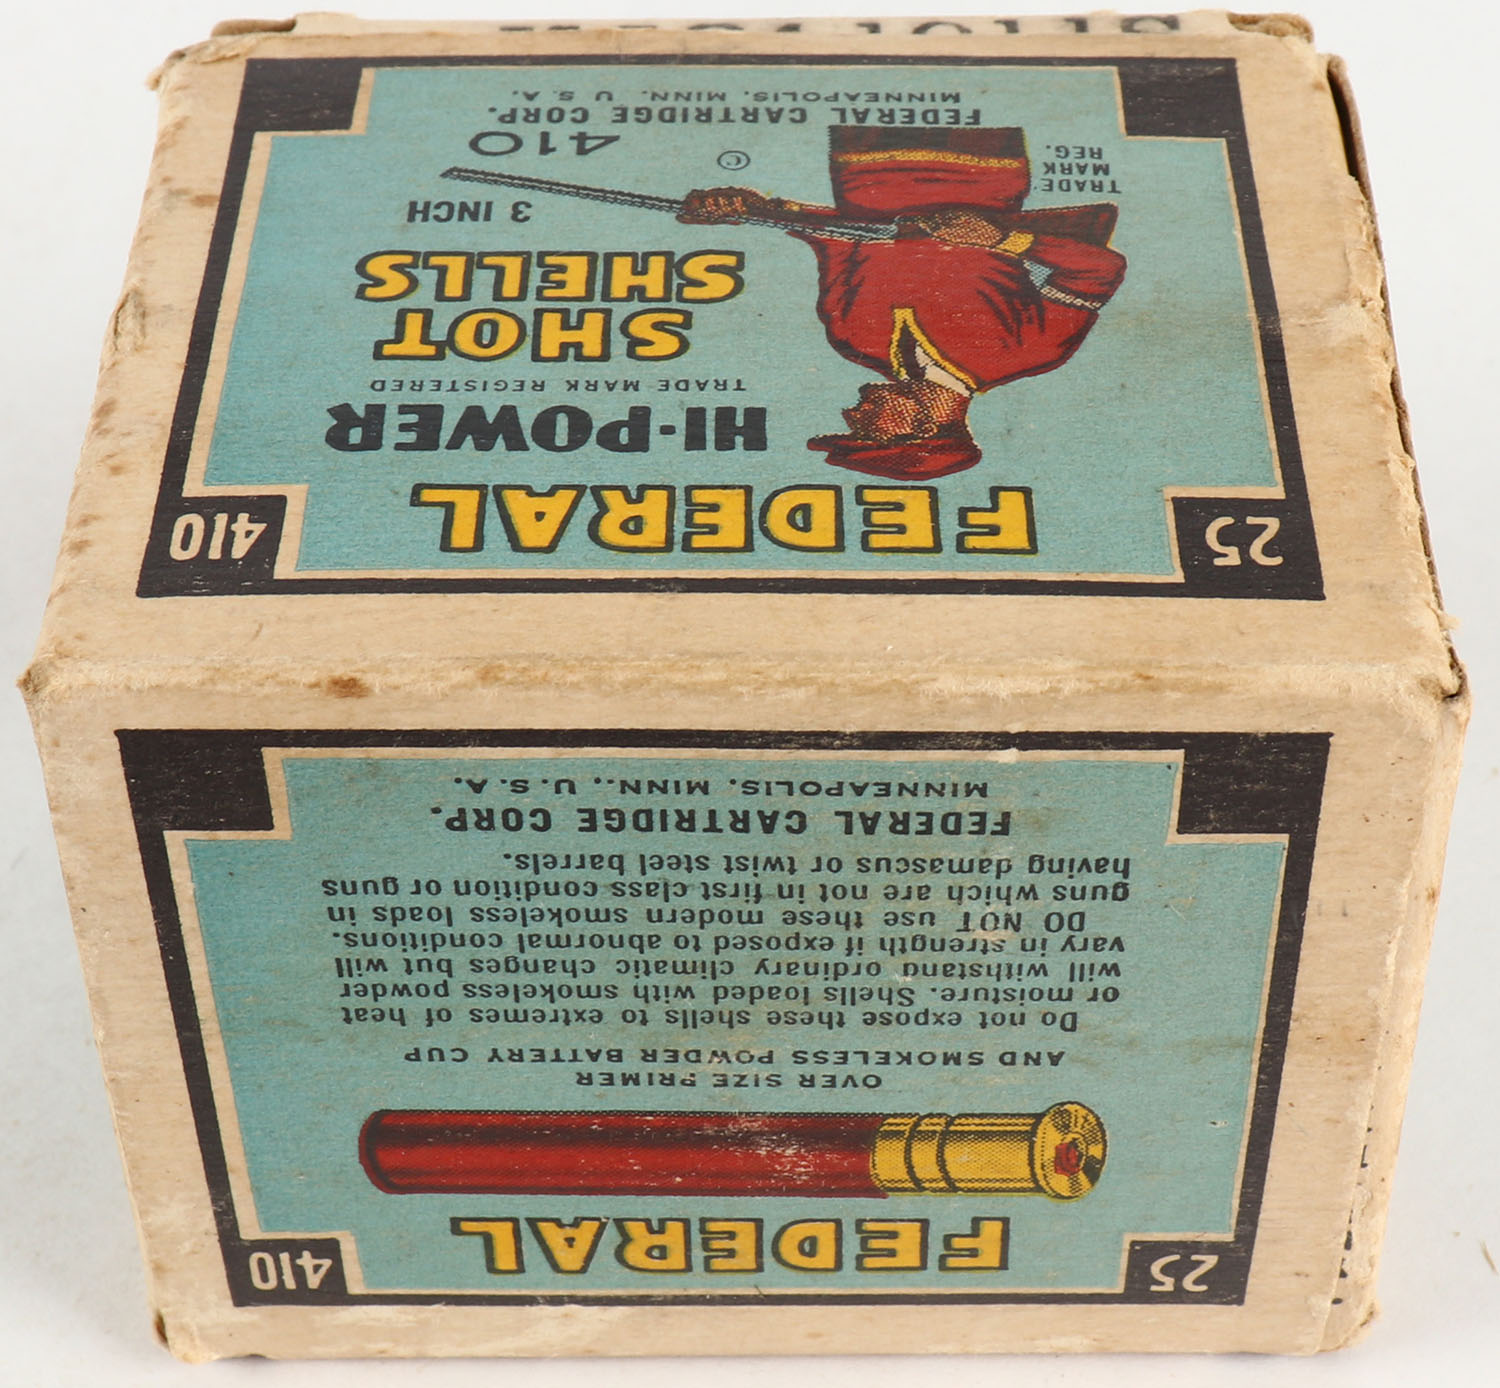 25 410
FEDERAL
HI-POWER
TRADE MARK REGISTERED
SHOT
SHELLS
3 INCH
410
©
TRADE
MARK
REG.
FEDERAL CARTRIDGE CORP.
MINNEAPOLIS, MINN. U. S. A.
25 410
FEDERAL
OVER SIZE PRIMER
AND SMOKELESS POWDER BATTERY CUP
Do not expose these shells to extremes of heat
or moisture. Shells loaded with smokeless powder
will withstand ordinary climatic changes but will
vary in strength if exposed to abnormal conditions.
DO NOT use these modern smokeless loads in
guns which are not in first class condition or guns
having damascus or twist steel barrels.
FEDERAL CARTRIDGE CORP.
MINNEAPOLIS, MINN., U. S. A.